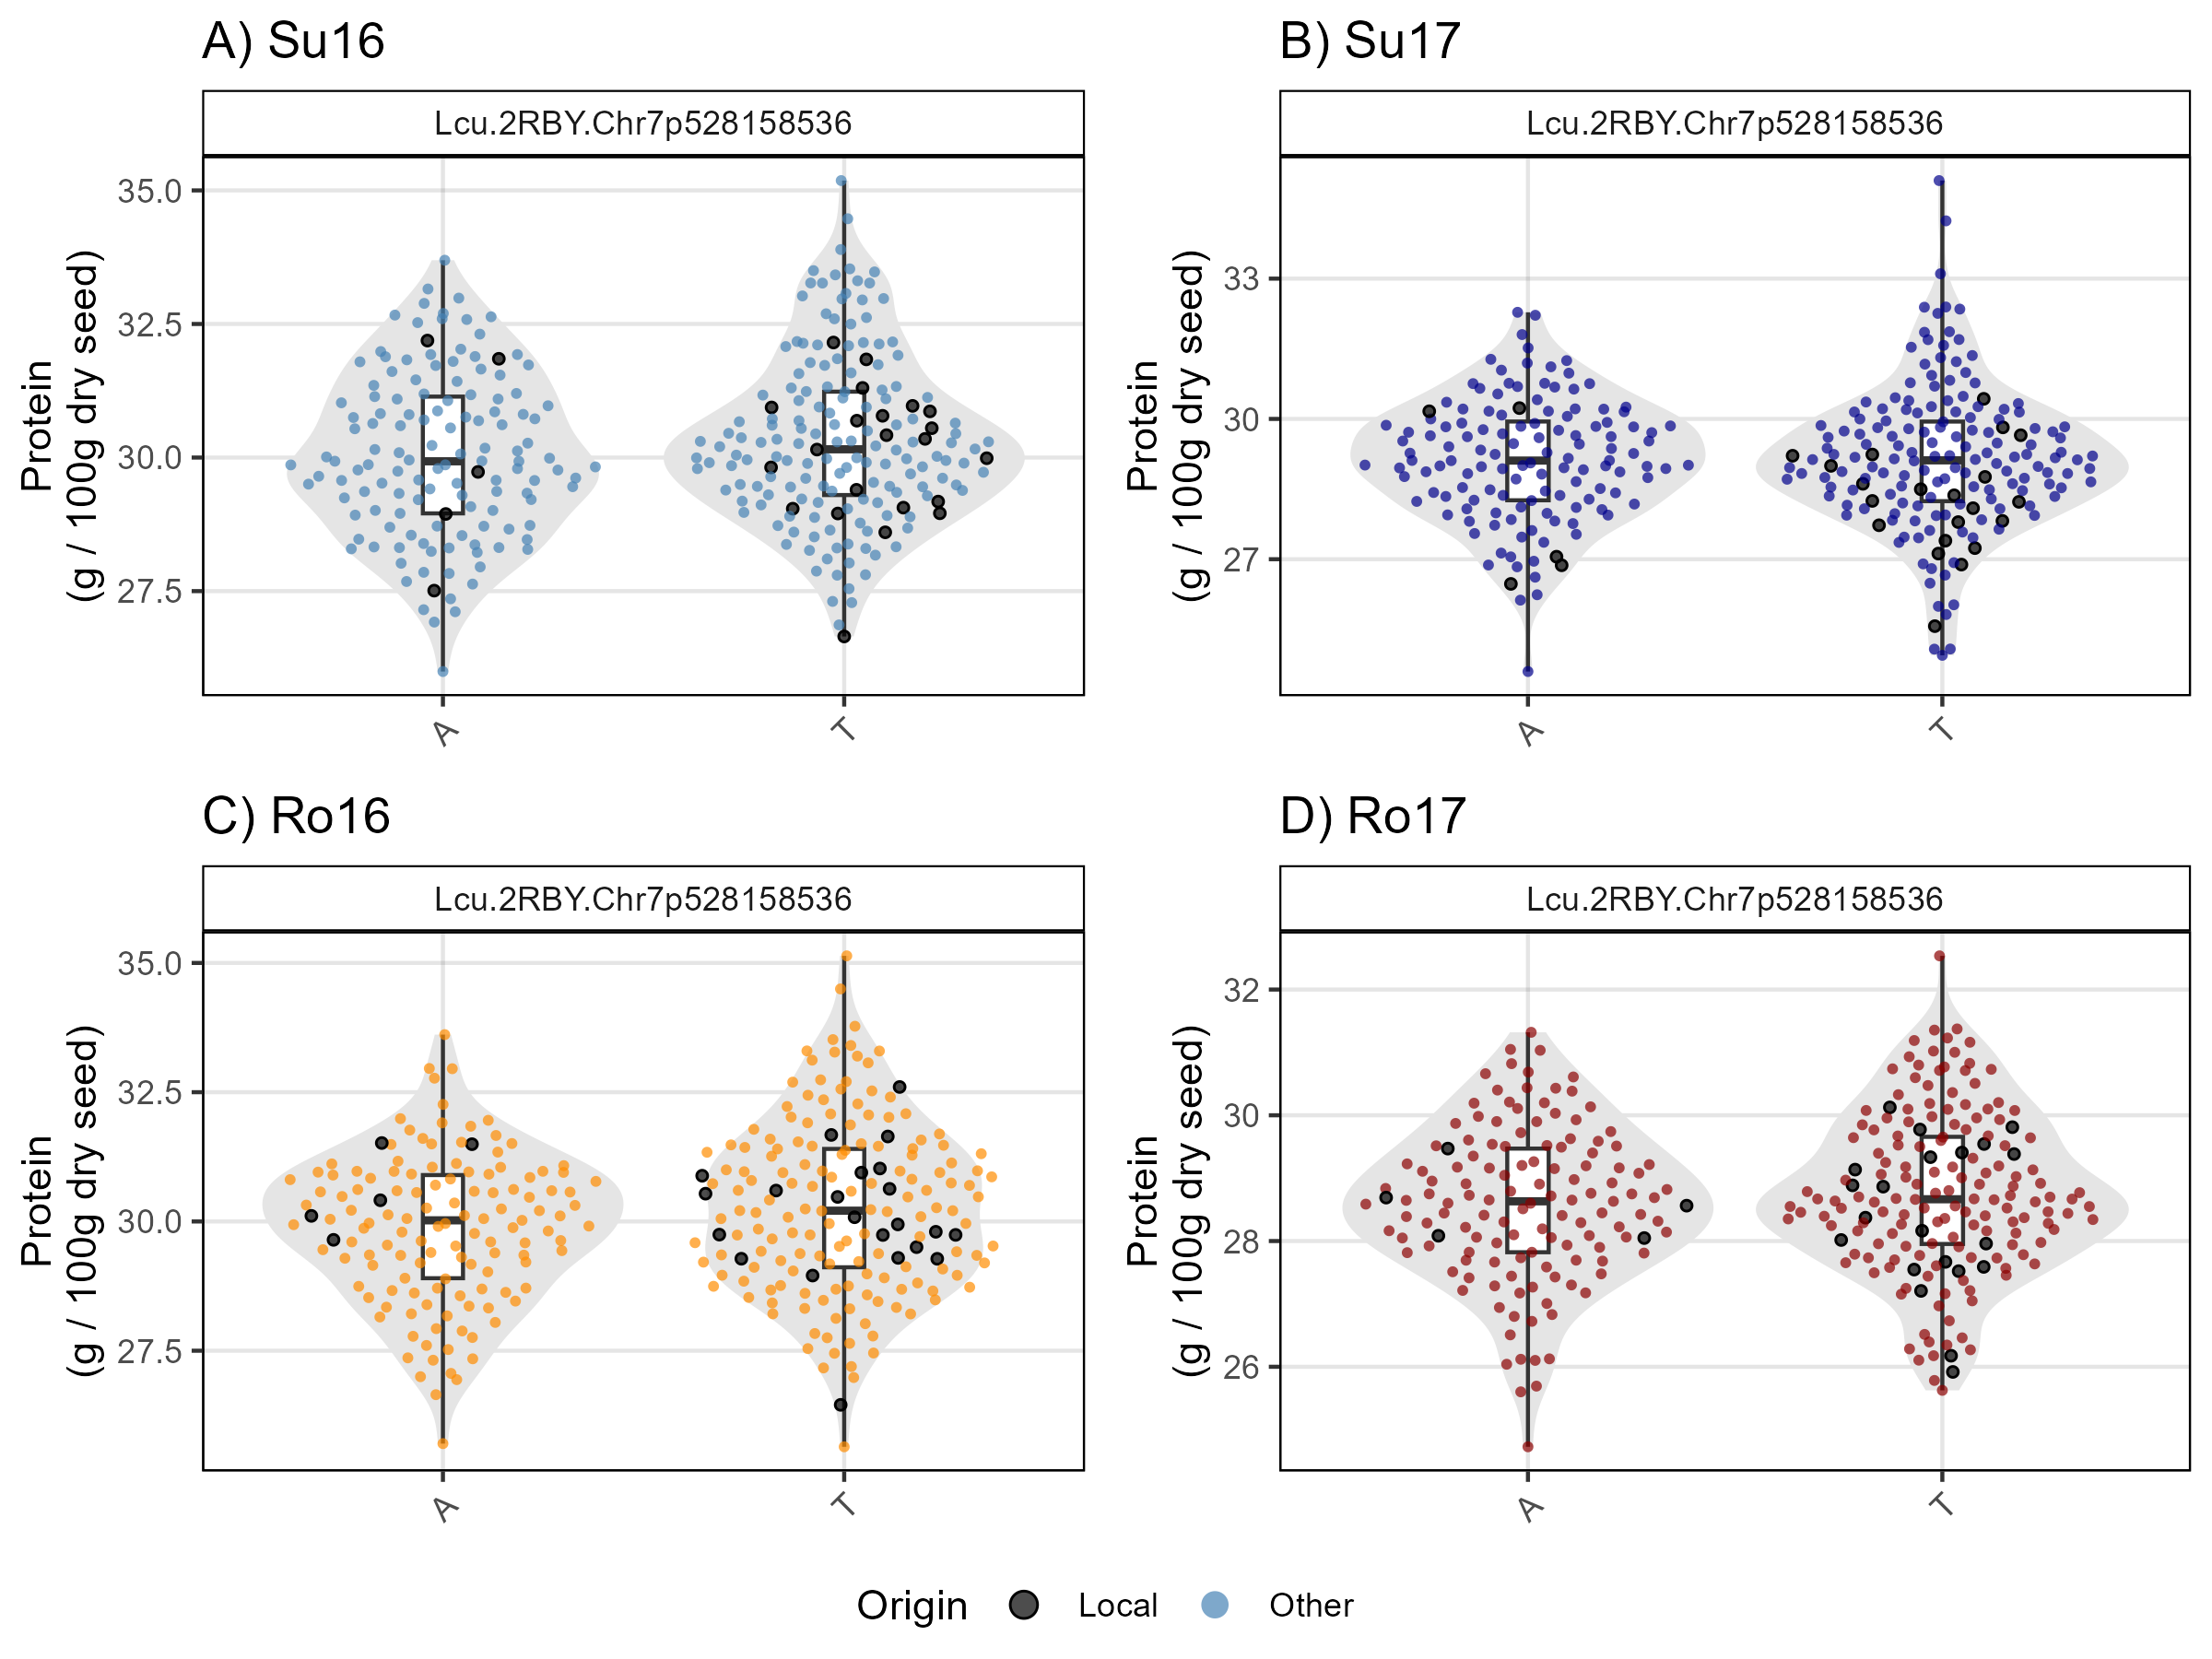 A) Su16
Lcu.2RBY.Chr7p528158536
Protein
(g / 100g dry seed)
35.0
32.5
30.0
27.5
A
T
B) Su17
Lcu.2RBY.Chr7p528158536
Protein
(g / 100g dry seed)
33
30
27
A
T
C) Ro16
Lcu.2RBY.Chr7p528158536
Protein
(g / 100g dry seed)
35.0
32.5
30.0
27.5
A
T
D) Ro17
Lcu.2RBY.Chr7p528158536
Protein
(g / 100g dry seed)
32
30
28
26
A
T
Origin Local Other